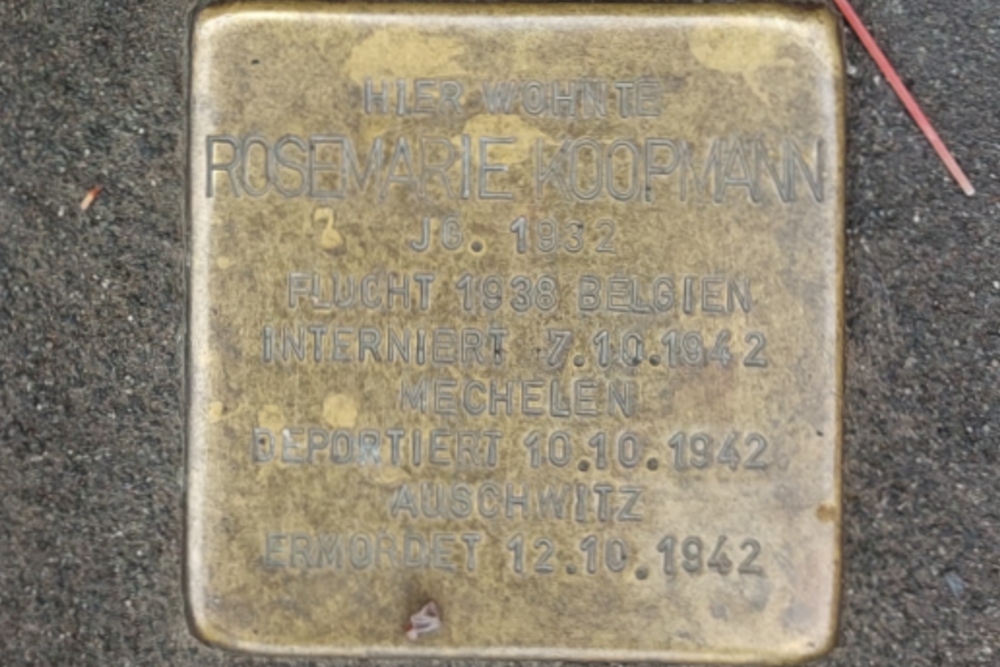 HIER WOHNTE
ROSEMARIE KOOPMANN
JG. 1932
FLUCHT 1938 BELGIEN
INTERNIERT 7.10.1942
MECHELEN
DEPORTIERT 10.10.1942
AUSCHWITZ
ERMORDET 12.10.1942